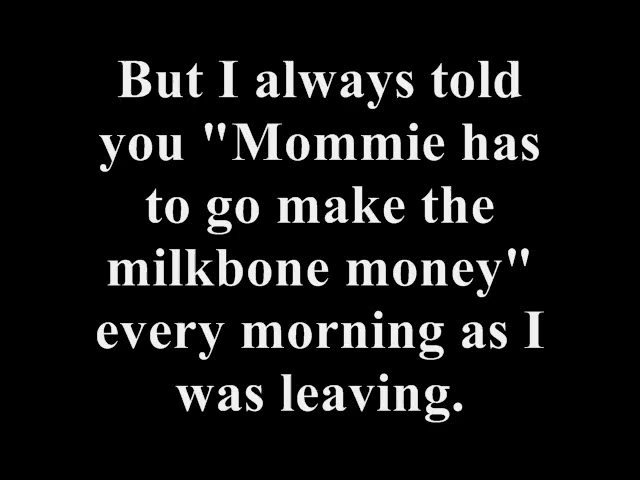 But I always told
you "Mommie has
to go make the
milkbone money"
every morning as I
was leaving.